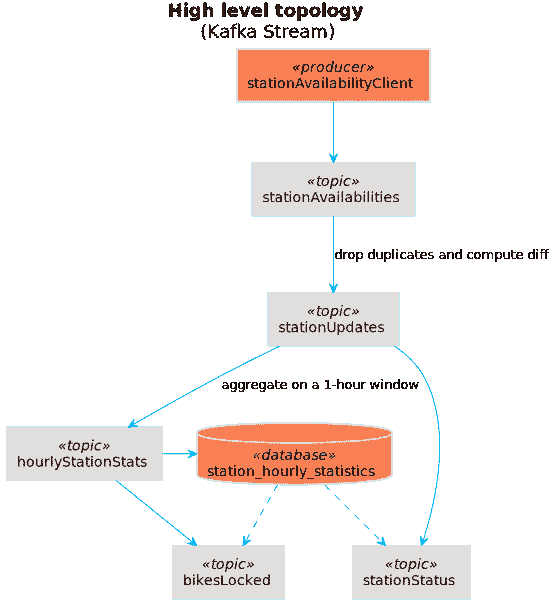 High level topology
(Kafka Stream)
«producer»
stationAvailabilityClient
«topic»
stationAvailabilities
drop duplicates and compute diff
«topic»
stationUpdates
aggregate on a 1-hour window
«topic»
hourlyStationStats
«database»
station_hourly_statistics
«topic»
bikesLocked
«topic»
stationStatus